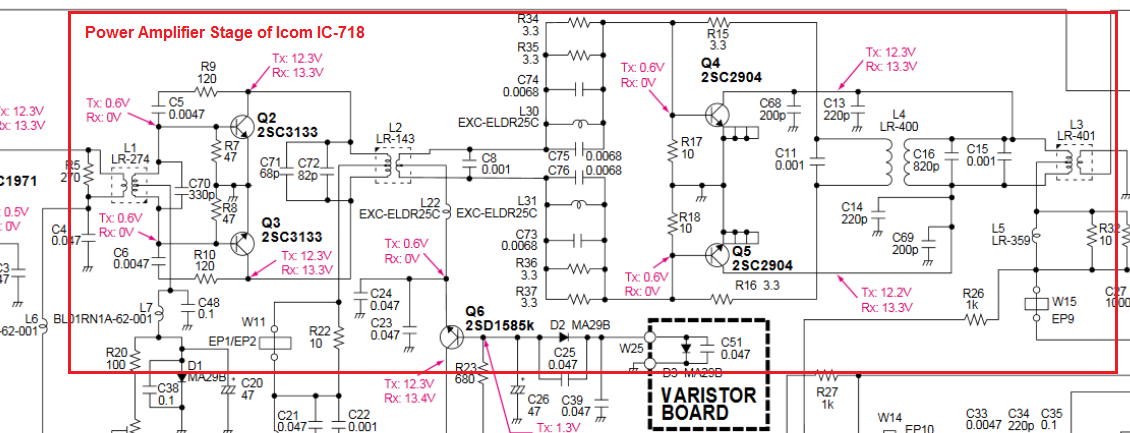 Power Amplifier Stage of Icom IC-718
R34
3.3
R35
3.3
C74
0.0068
L30
EXC-ELDR25C
C75
0.0068
C76
L31
EXC-ELDR25C
C73
0.0068
R36
3.3
R37
3.3
R15
3.3
Q4
2SC2904
Tx: 0.6V
Rx: 0V
R17
10
R18
10
Q5
2SC2904
Tx: 0.6V
Rx: 0V
R16 3.3
C68
200p
C13
220p
Tx: 12.3V
Rx: 13.3V
L4
LR-400
C11
0.001
C16
820p
C15
0.001
L3
LR-401
C14
220p
C69
200p
Tx: 12.2V
Rx: 13.3V
L5
LR-359
R26
1k
W15
EP9
C27
1000
10
R9
120
Tx: 12.3V
Rx: 13.3V
Tx: 0.6V
Rx: 0V
C5
0.0047
Q2
2SC3133
x: 12.3V
x: 13.3V
L1
LR-274
R5
270
C1971
R7
47
C70
330p
R8
47
C71
68p
C72
82p
L2
LR-143
C8
0.001
L22
EXC-ELDR25C
: 0.5V
: 0V
Tx: 0.6V
Rx: 0V
C4
0.047
Q3
2SC3133
C6
0.0047
R10
120
Tx: 12.3V
Rx: 13.3V
Tx: 0.6V
Rx: 0V
C3
47
L7
BL01RN1A-62-001
L6
-62-001
C48
0.1
W11
EP1/EP2
R22
10
C24
0.047
C23
0.047
Q6
2SD1585k
D2 MA29B
C25
0.047
W25
C51
0.047
D3 MA29B
VARISTOR
BOARD
R20
100
D1
MA29B
C38
0.1
C20
47
C21
0.047
C22
0.001
Tx: 12.3V
Rx: 13.4V
R23
680
C26
47
C39
0.047
Tx: 1.3V
R27
1k
W14
EP10
C33
0.047
C34
220p
C35
0.1